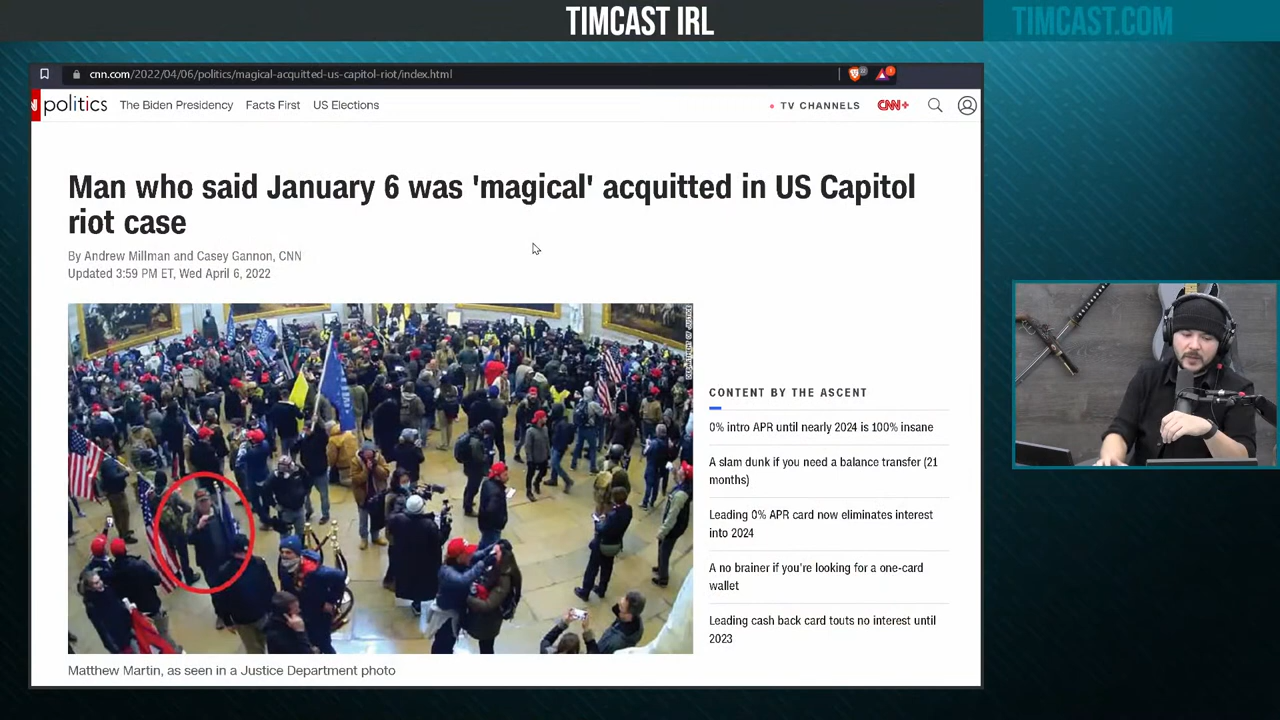 TIMCAST IRL
TIMCAST.COM
cnn.com/2022/04/06/politics/magical-acquitted-us-capitol-riot/index.html
politics The Biden Presidency Facts First US Elections
TV CHANNELS CNN+
Man who said January 6 was 'magical' acquitted in US Capitol
riot case
By Andrew Millman and Casey Gannon, CNN
Updated 3:59 PM ET, Wed April 6, 2022
DEPARTMENT OF JUSTICE
CONTENT BY THE ASCENT
0% intro APR until nearly 2024 is 100% insane
A slam dunk if you need a balance transfer (21
months)
Leading 0% APR card now eliminates interest
into 2024
A no brainer if you're looking for a one-card
wallet
Leading cash back card touts no interest until
2023
Matthew Martin, as seen in a Justice Department photo